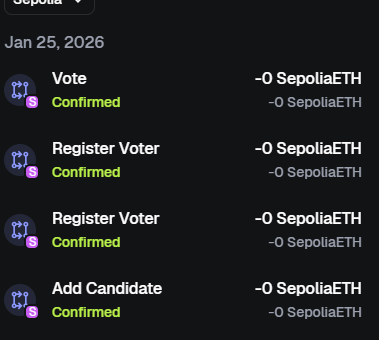 Sepolia
Jan 25, 2026
Vote
-0 SepoliaETH
Confirmed
-0 SepoliaETH
S
Register Voter
-0 SepoliaETH
Confirmed
-0 SepoliaETH
S
Register Voter
-0 SepoliaETH
Confirmed
-0 SepoliaETH
S
Add Candidate
-0 SepoliaETH
Confirmed
-0 SepoliaETH
S